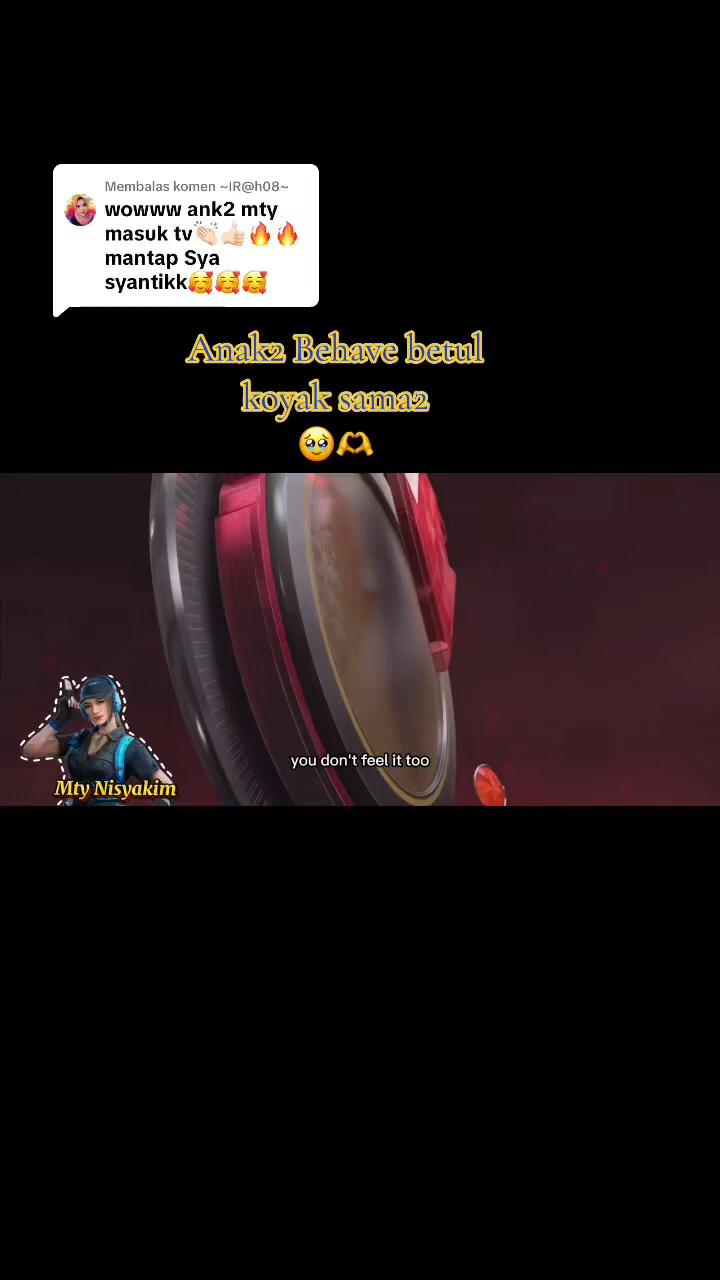 Membalas komen ~IR@h08~
wowww ank2 mty
masuk tv👏🏻👍🏻🔥🔥
mantap Sya
syantikk🥰🥰🥰
Anak2 Behave betul
koyak sama2
🥹🫶
you don't feel it too
Mty Nisyakim